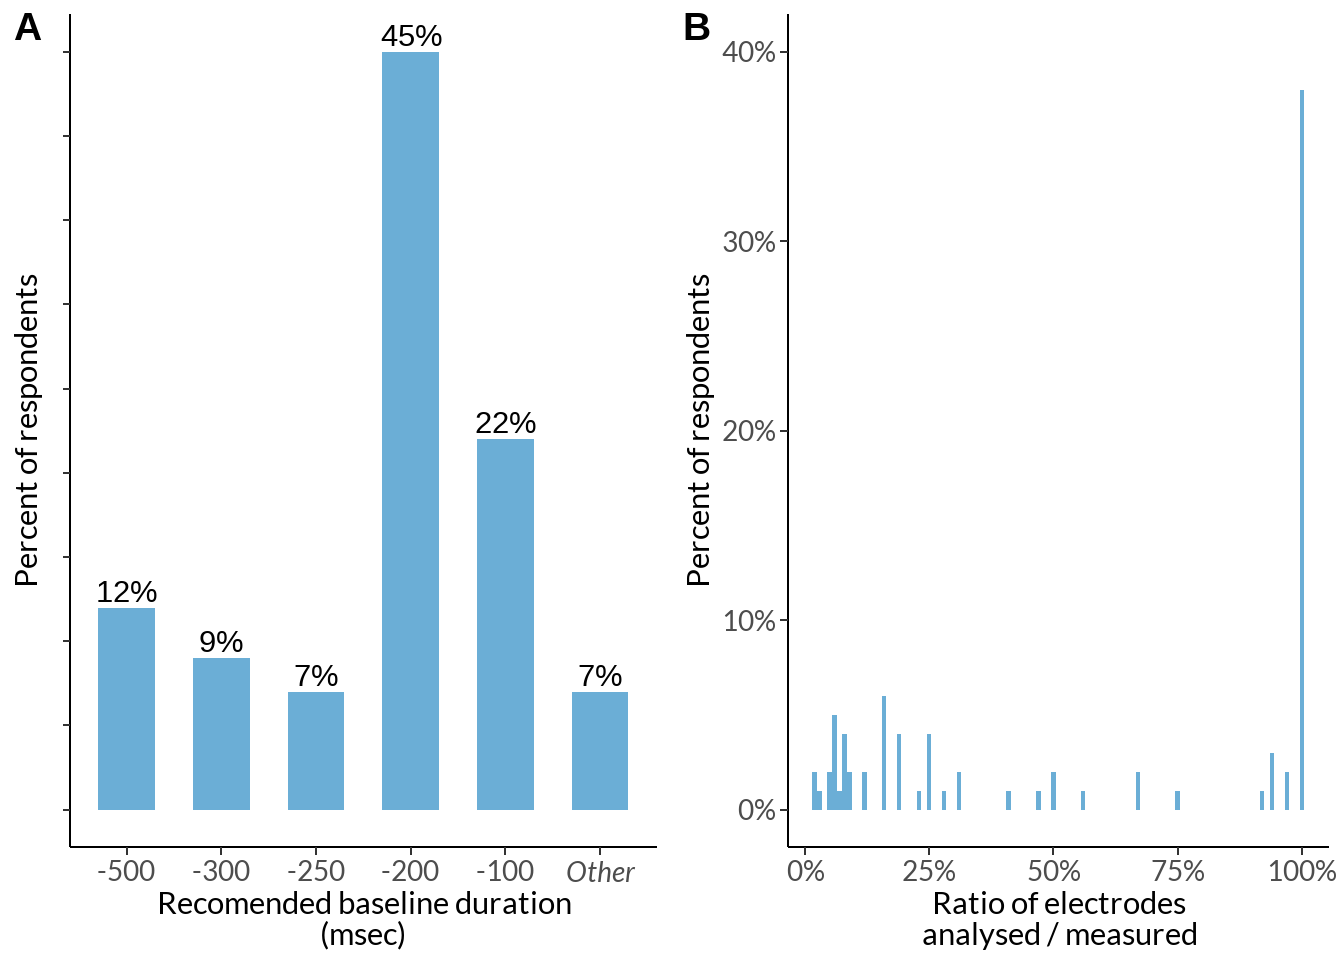 A
Percent of respondents
45%
22%
12%
9%
7%
7%
-500 -300 -250 -200 -100 Other
Recomended baseline duration
(msec)
B
Percent of respondents
40%
30%
20%
10%
0%
0% 25% 50% 75% 100%
Ratio of electrodes
analysed / measured